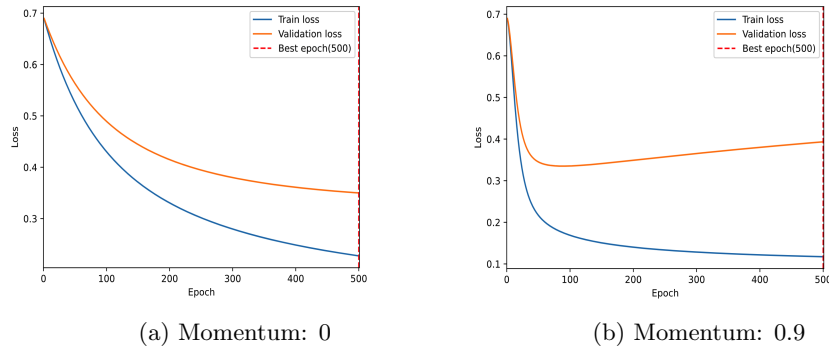 0.7
0.6
0.5
0.4
0.3
Loss
0 100 200 300 400 500
Epoch
Train loss
Validation loss
Best epoch(500)
(a) Momentum: 0
0.7
0.6
0.5
0.4
0.3
0.2
0.1
Loss
0 100 200 300 400 500
Epoch
Train loss
Validation loss
Best epoch(500)
(b) Momentum: 0.9